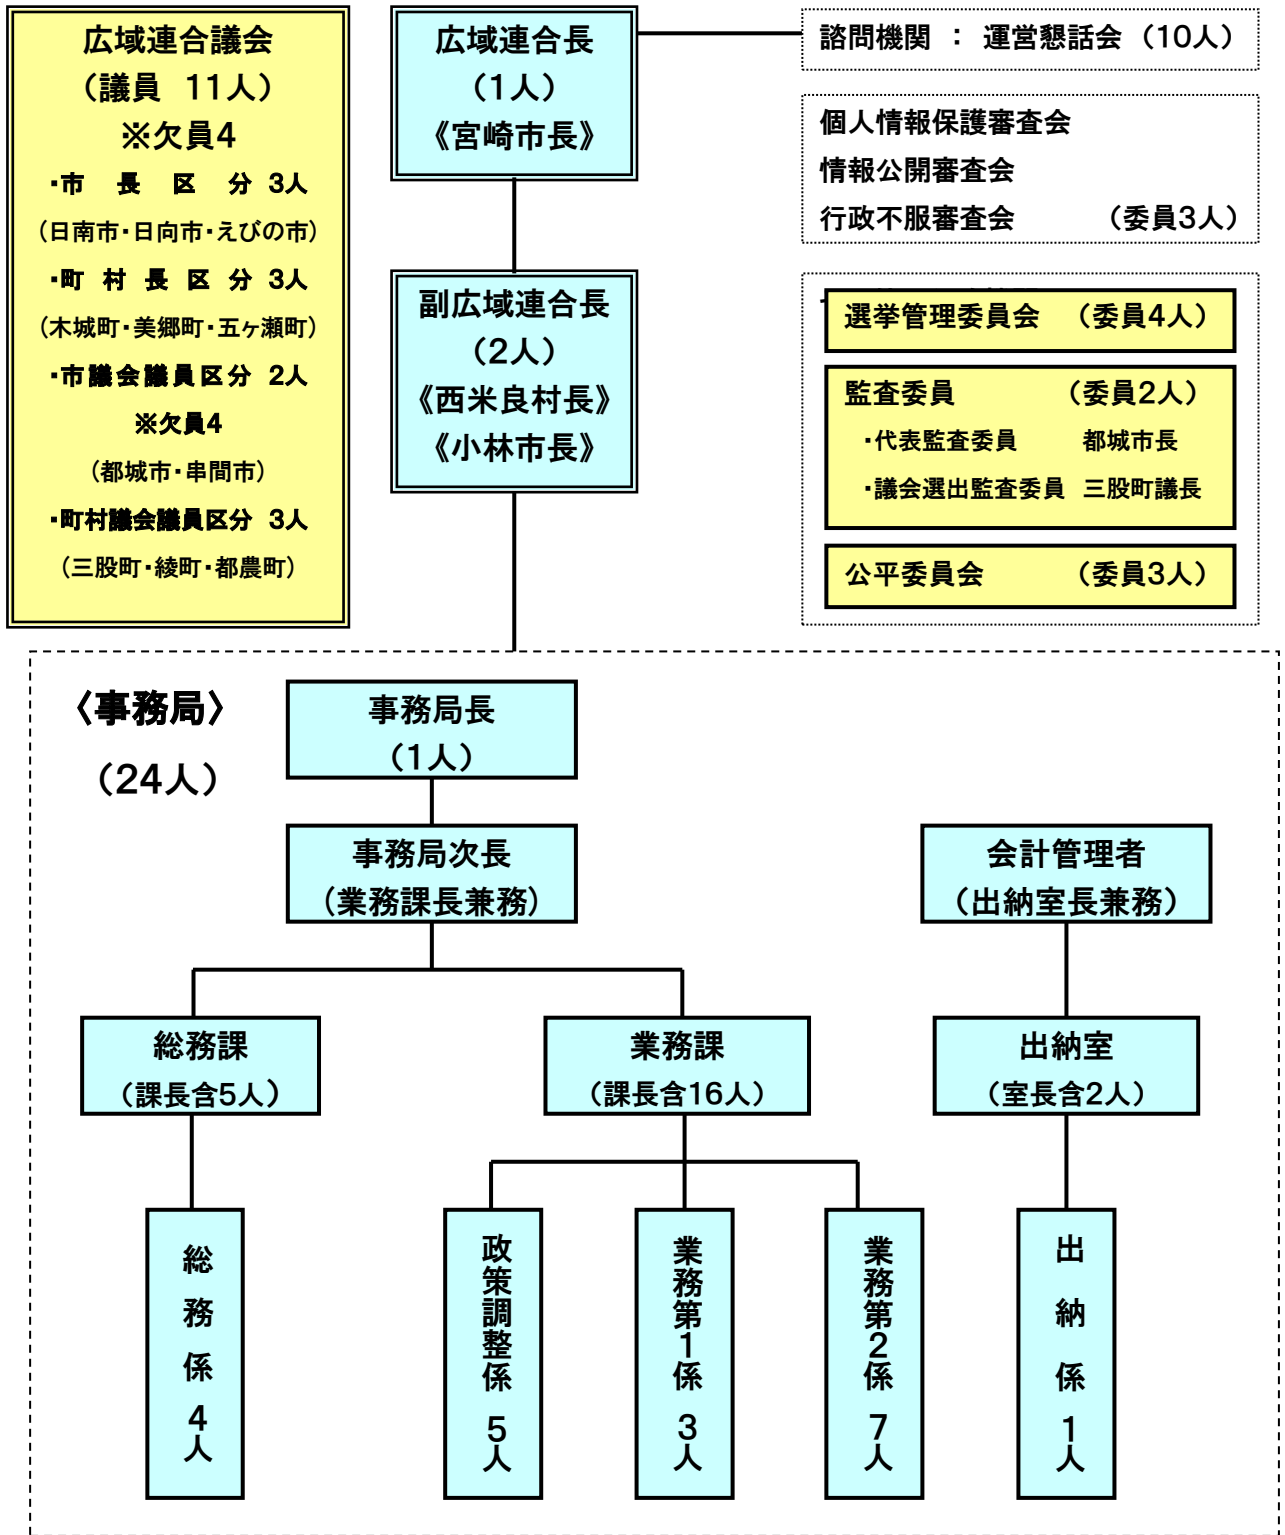 広域連合議会
（議員　11人）
※欠員4
・市　長　区　分　3人
（日南市・日向市・えびの市）
・町　村　長　区　分　3人
（木城町・美郷町・五ヶ瀬町）
・市議会議員区分　2人
※欠員4
（都城市・串間市）
・町村議会議員区分　3人
（三股町・綾町・都農町）
広域連合長
（1人）
《宮崎市長》
副広域連合長
（2人）
《西米良村長》
《小林市長》
諮問機関　：　運営懇話会　（10人）
個人情報保護審査会
情報公開審査会
行政不服審査会　　　（委員3人）
選挙管理委員会　（委員4人）
監査委員　　　　（委員2人）
・代表監査委員　　　都城市長
・議会選出監査委員　三股町議長
公平委員会　　　（委員3人）
〈事務局〉
（24人）
事務局長
（1人）
事務局次長
（業務課長兼務）
会計管理者
（出納室長兼務）
総務課
（課長含5人）
業務課
（課長含16人）
出納室
（室長含2人）
総務係　4人
政策調整係　5人
業務第1係　3人
業務第2係　7人
出納係　1人